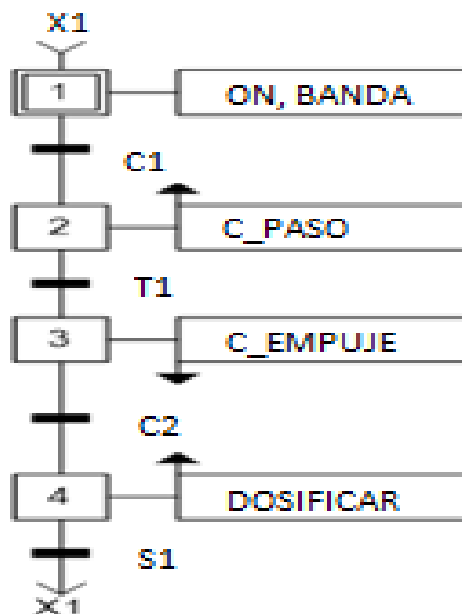 X1
1 ON, BANDA
C1
2 C_PASO
T1
3 C_EMPUJE
C2
4 DOSIFICAR
S1
X1